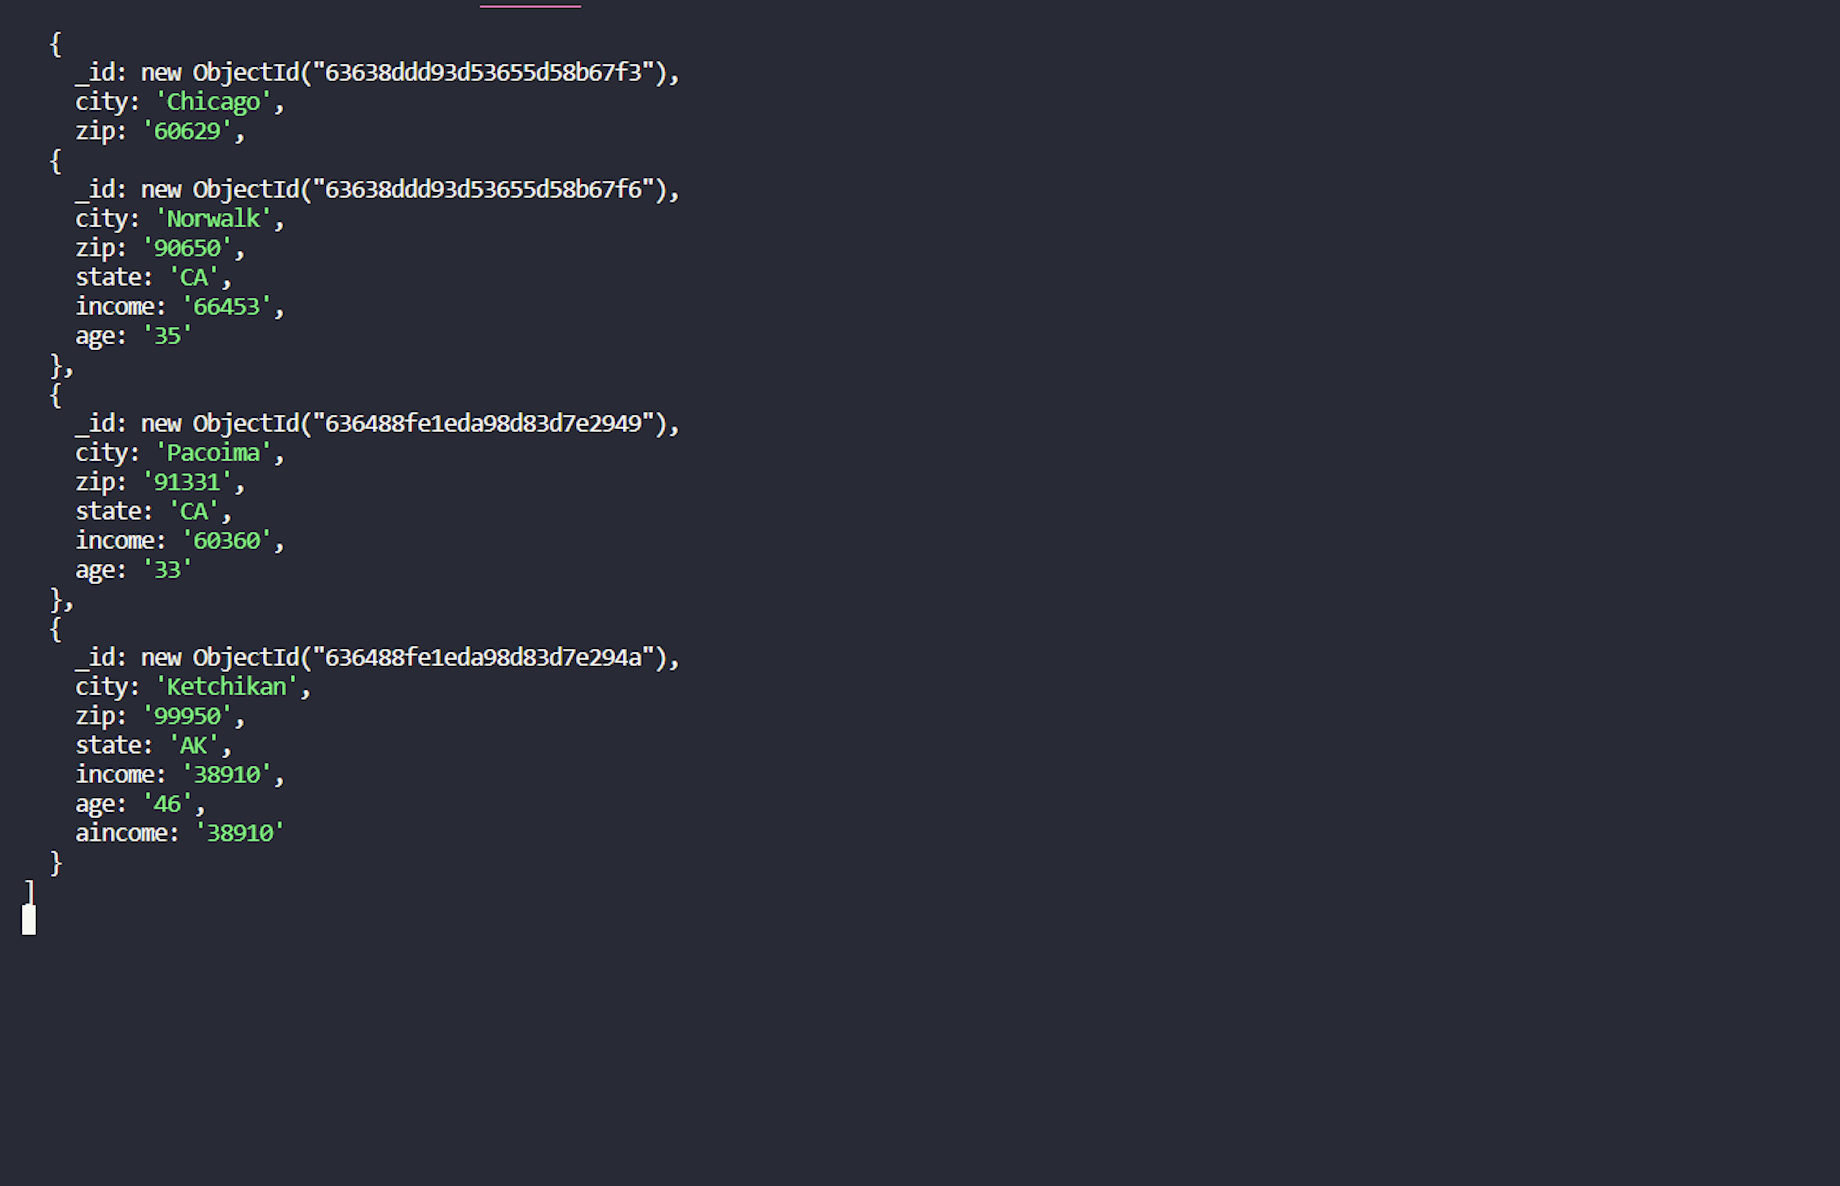 {
_id: new ObjectId("63638ddd93d53655d58b67f3"),
city: 'Chicago',
zip: '60629',
{
_id: new ObjectId("63638ddd93d53655d58b67f6"),
city: 'Norwalk',
zip: '90650',
state: 'CA',
income: '66453',
age: '35'
},
{
_id: new ObjectId("636488fe1eda98d83d7e2949"),
city: 'Pacoima',
zip: '91331',
state: 'CA',
income: '60360',
age: '33'
},
{
_id: new ObjectId("636488fe1eda98d83d7e294a"),
city: 'Ketchikan',
zip: '99950',
state: 'AK',
income: '38910',
age: '46',
aincome: '38910'
}
]